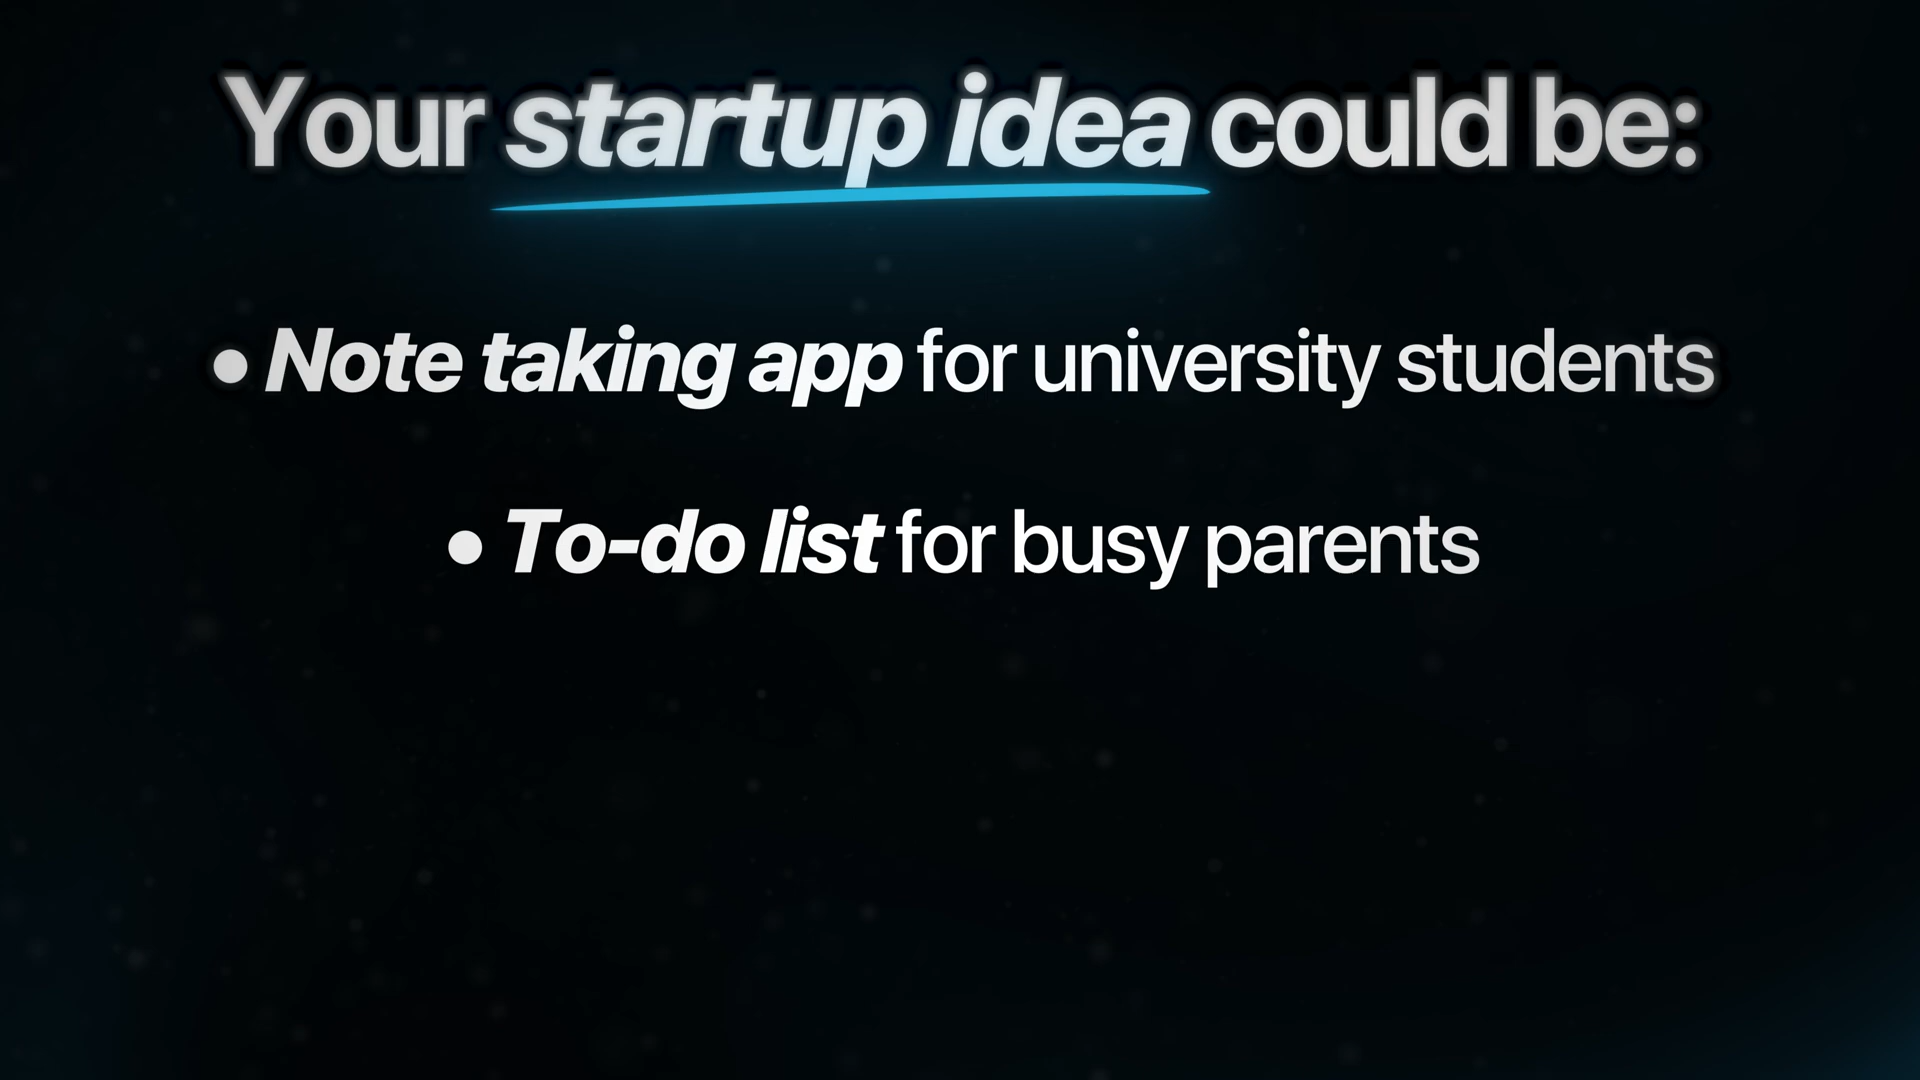 Your startup idea could be:
• Note taking app for university students
• To-do list for busy parents